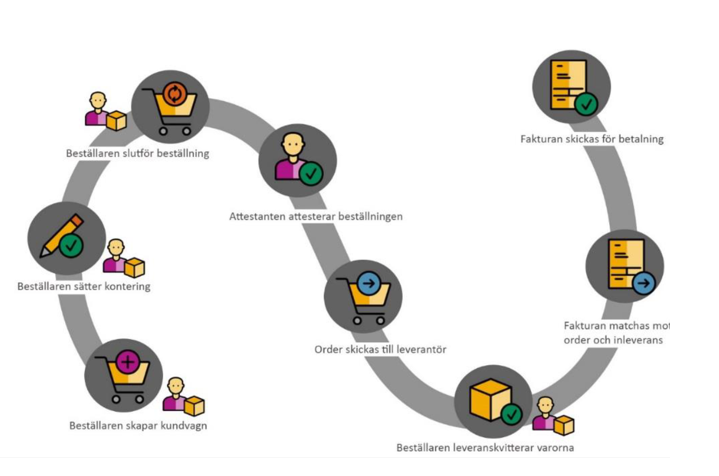 Beställaren skapar kundvagn
Beställaren sätter kontering
Beställaren slutför beställning
Attestanten attesterar beställningen
Order skickas till leverantör
Beställaren leveranskvitterar varorna
Fakturan matchas mot
order och inleverans
Fakturan skickas för betalning